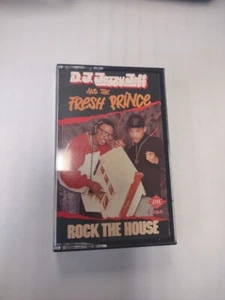 D.J. Jazzy Jeff
AND THE
FRESH PRINCE
ROCK THE HOUSE